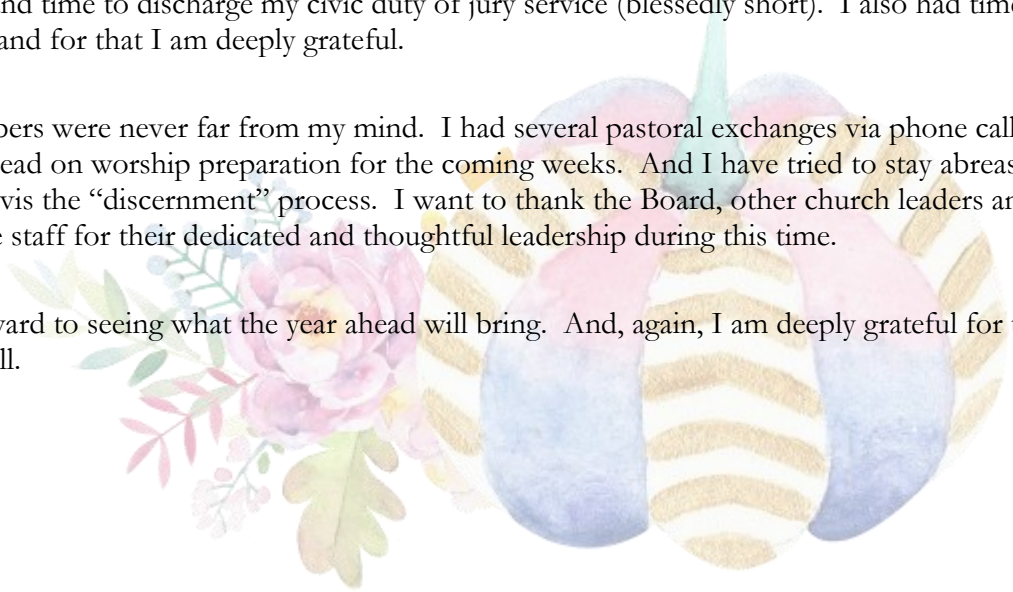 and time to discharge my civic duty of jury service (blessedly short). I also had time
and for that I am deeply grateful.
bers were never far from my mind. I had several pastoral exchanges via phone call
ead on worship preparation for the coming weeks. And I have tried to stay abreas
vis the “discernment” process. I want to thank the Board, other church leaders an
e staff for their dedicated and thoughtful leadership during this time.
ward to seeing what the year ahead will bring. And, again, I am deeply grateful for
ll.